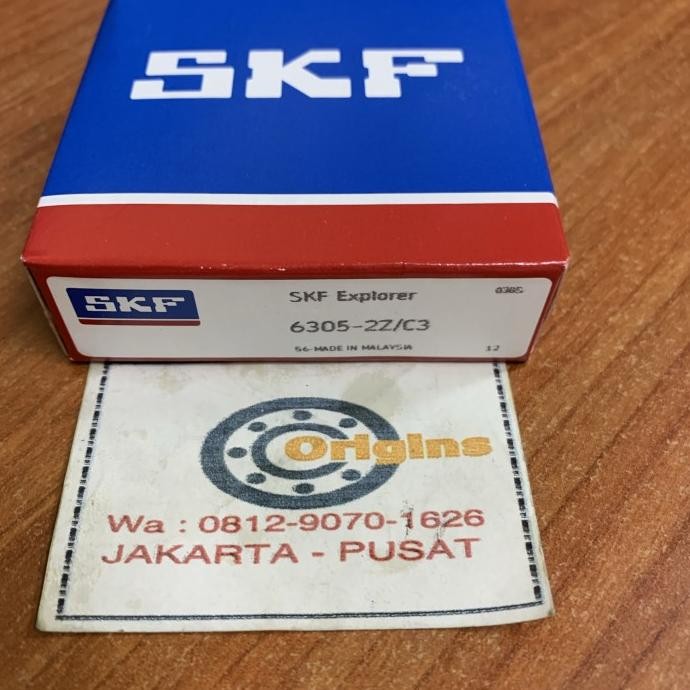 SKF
SKF
SKF Explorer
0305
6305-2Z/C3
56-MADE IN MALAYSIA
12
Origins
Wa : 0812-9070-1626
JAKARTA - PUSAT